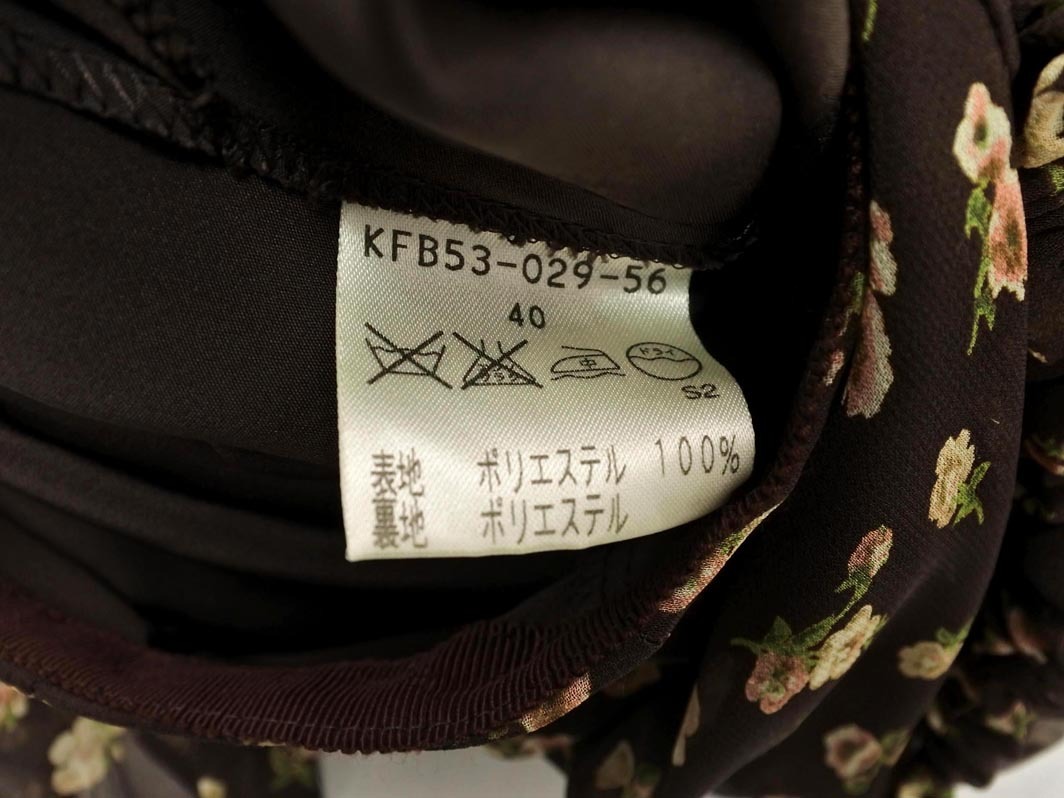 KFB53-029-56
40
中 ドライ
S2
表地 ポリエステル 100%
裏地 ポリエステル